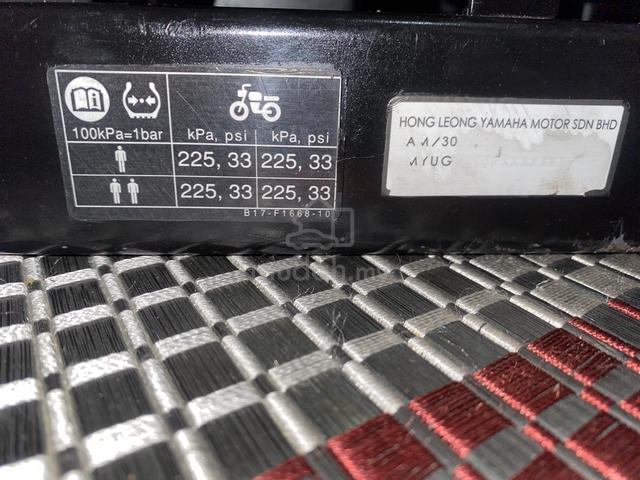 100kPa=1bar kPa, psi kPa, psi
225, 33 225, 33
225, 33 225, 33
B17-F1668-10
HONG LEONG YAMAHA MOTOR SDN BHD